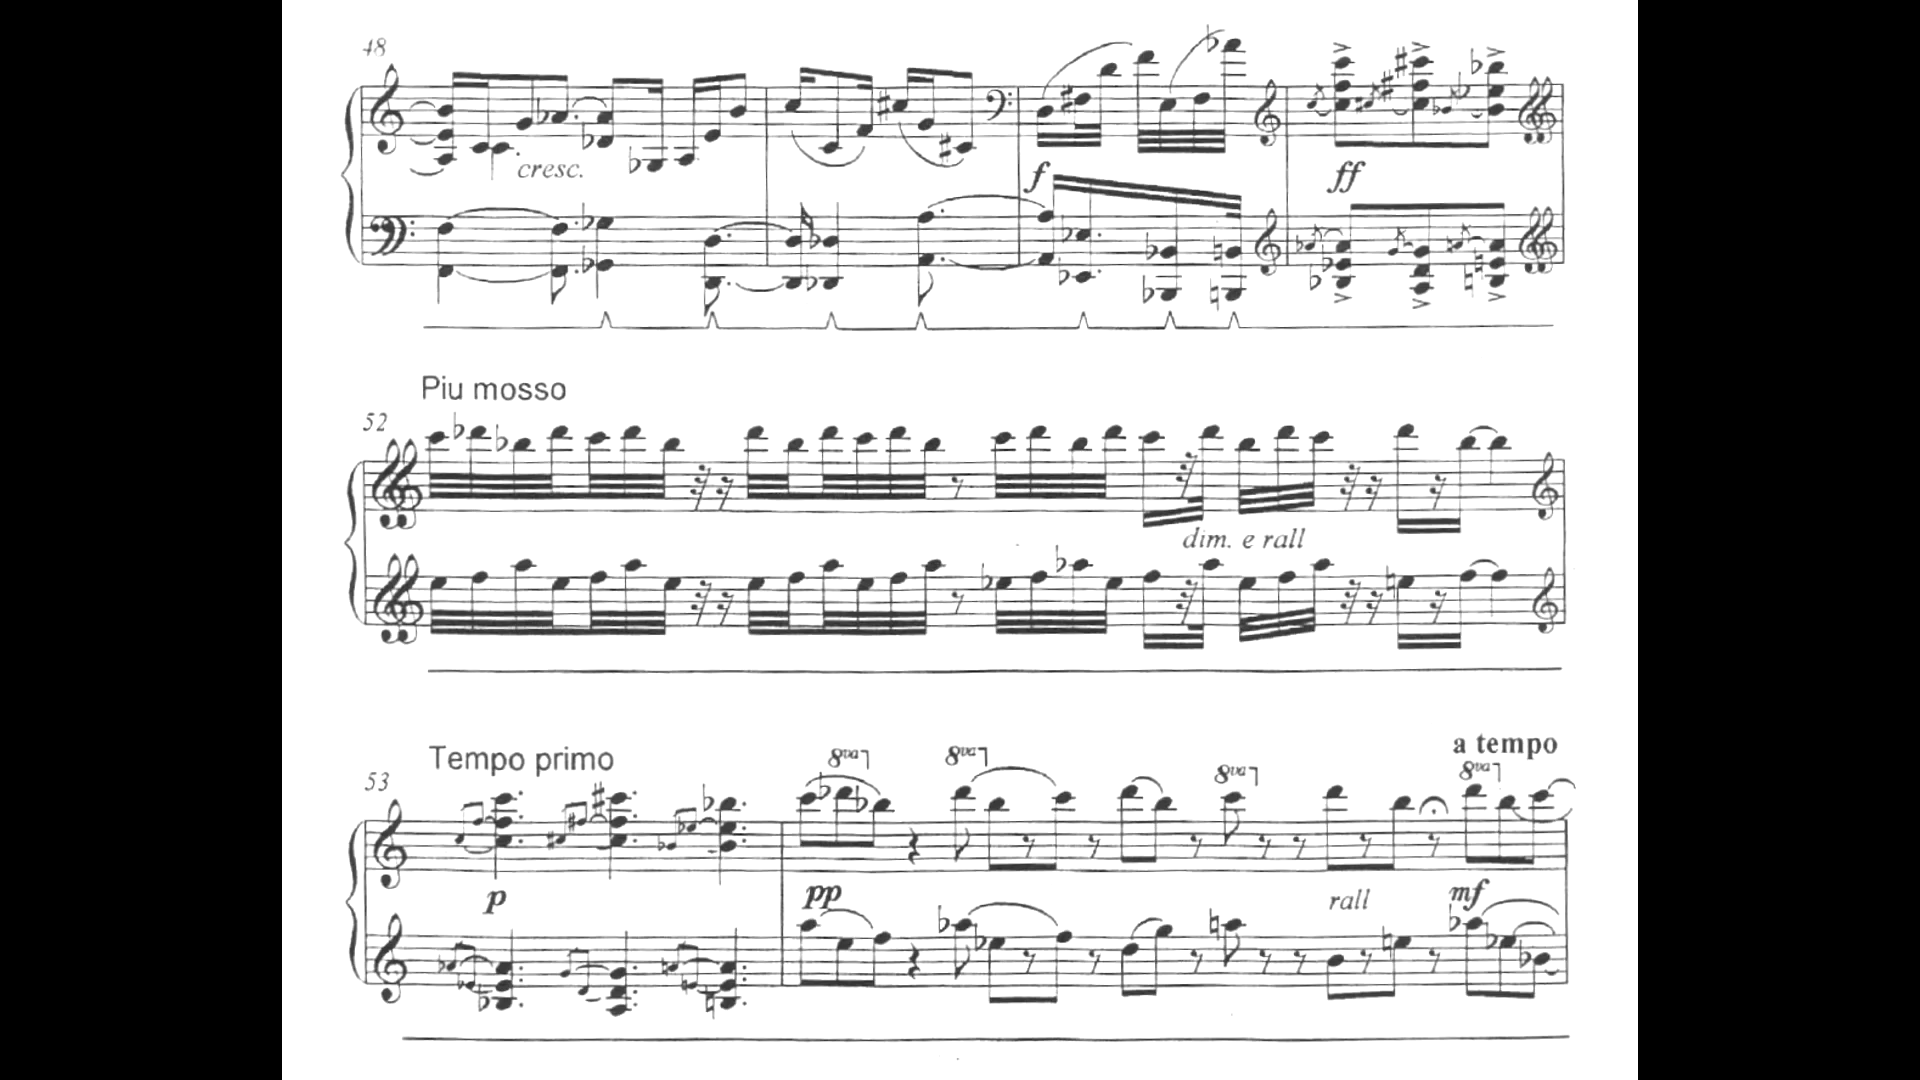 48
cresc.
f
ff
Piu mosso
52
dim. e rall
Tempo primo
a tempo
8va 8va 8va 8va
53
p
pp
rall
mf